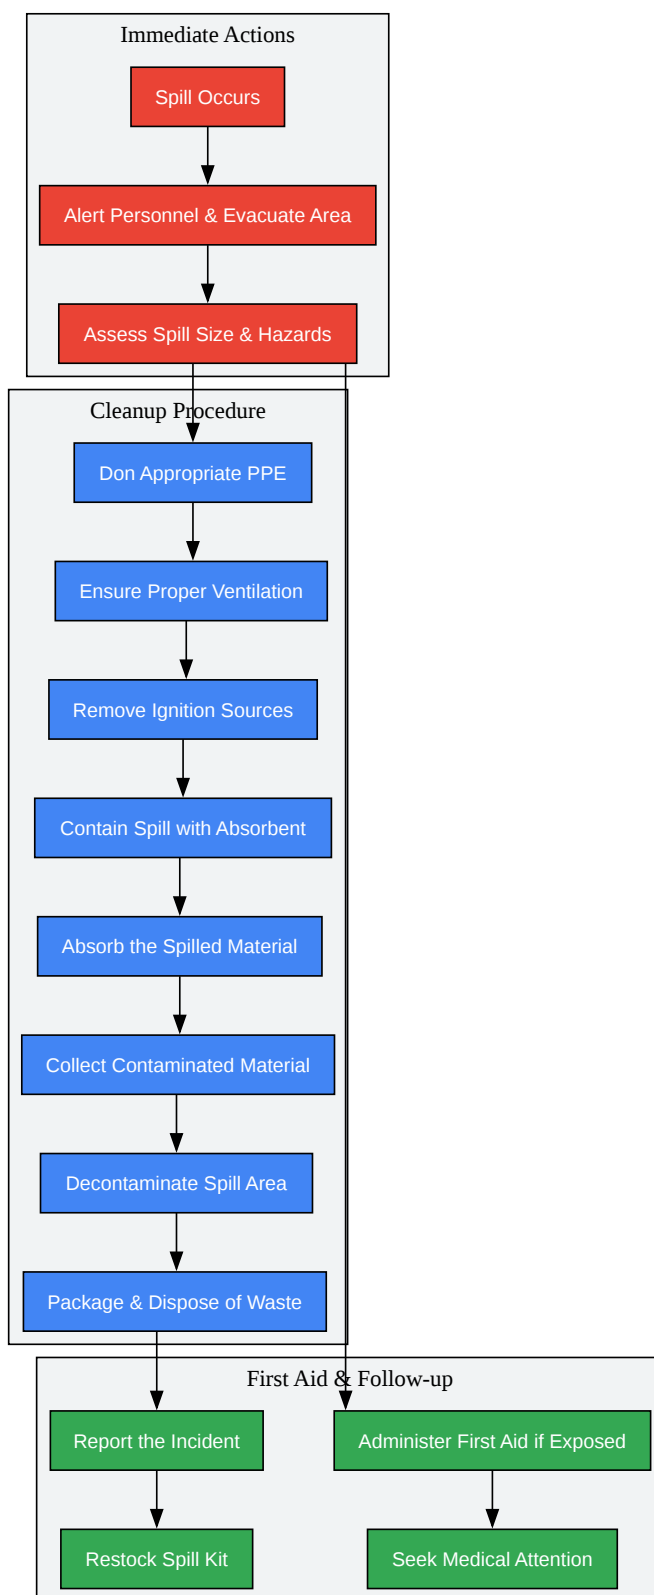 Immediate Actions
Spill Occurs
Alert Personnel & Evacuate Area
Assess Spill Size & Hazards
Cleanup Procedure
Don Appropriate PPE
Ensure Proper Ventilation
Remove Ignition Sources
Contain Spill with Absorbent
Absorb the Spilled Material
Collect Contaminated Material
Decontaminate Spill Area
Package & Dispose of Waste
First Aid & Follow-up
Report the Incident
Administer First Aid if Exposed
Restock Spill Kit
Seek Medical Attention